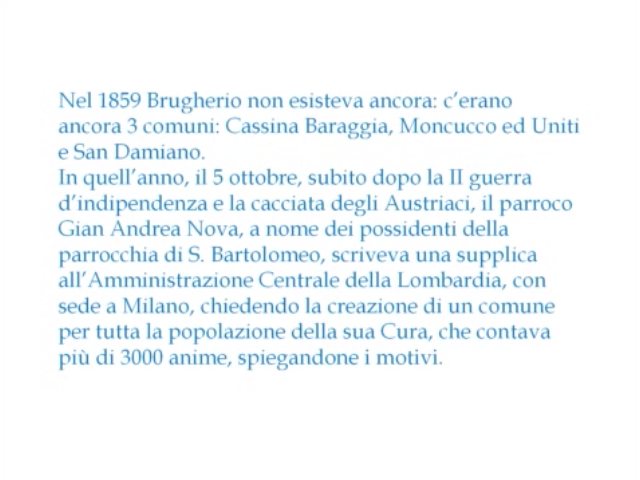 Nel 1859 Brugherio non esisteva ancora: c’erano
ancora 3 comuni: Cassina Baraggia, Moncucco ed Uniti
e San Damiano.
In quell’anno, il 5 ottobre, subito dopo la II guerra
d’indipendenza e la cacciata degli Austriaci, il parroco
Gian Andrea Nova, a nome dei possidenti della
parrocchia di S. Bartolomeo, scriveva una supplica
all’Amministrazione Centrale della Lombardia, con
sede a Milano, chiedendo la creazione di un comune
per tutta la popolazione della sua Cura, che contava
più di 3000 anime, spiegandone i motivi.